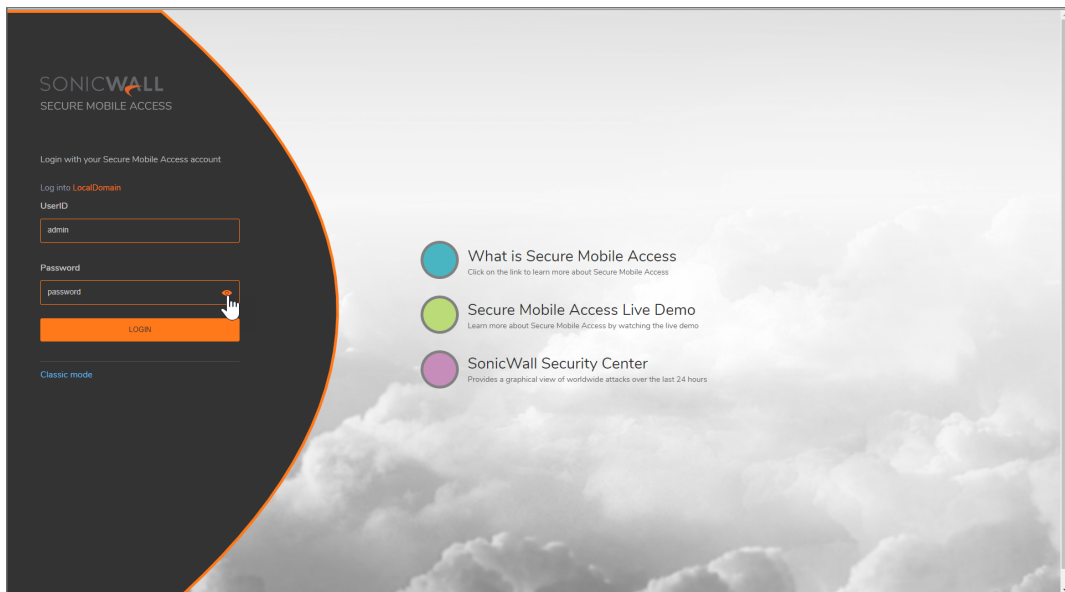 SONICWALL
SECURE MOBILE ACCESS
Login with your Secure Mobile Access account
Log into LocalDomain
UserID
admin
Password
password
LOGIN
Classic mode
What is Secure Mobile Access
Click on the link to learn more about Secure Mobile Access
Secure Mobile Access Live Demo
Learn more about Secure Mobile Access by watching the live demo
SonicWall Security Center
Provides a graphical view of worldwide attacks over the last 24 hours